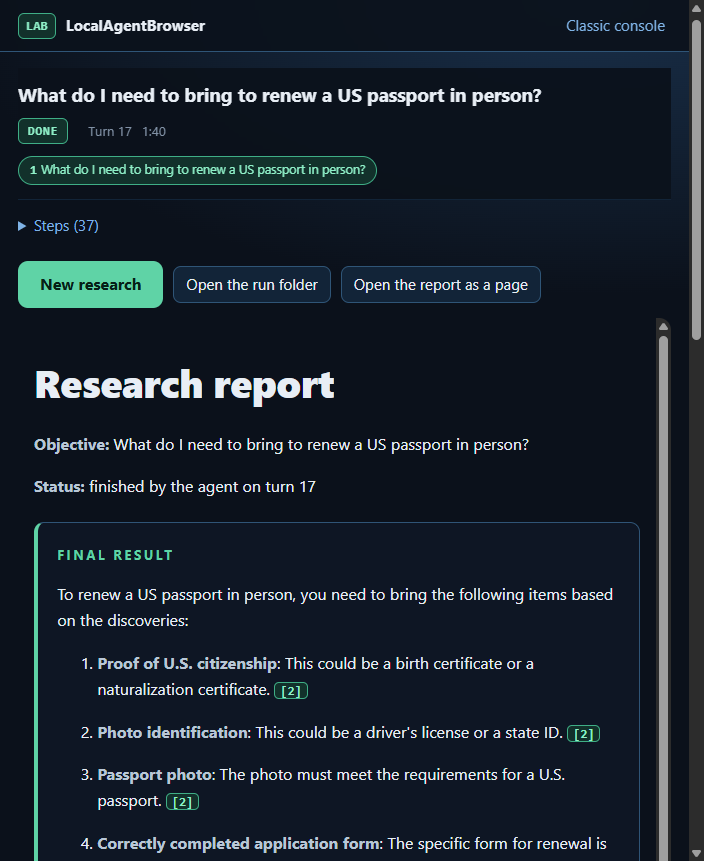 LAB LocalAgentBrowser Classic console
What do I need to bring to renew a US passport in person?
DONE Turn 17 1:40
1 What do I need to bring to renew a US passport in person?
Steps (37)
New research Open the run folder Open the report as a page
Research report
Objective: What do I need to bring to renew a US passport in person?
Status: finished by the agent on turn 17
FINAL RESULT
To renew a US passport in person, you need to bring the following items based
on the discoveries:
1. Proof of U.S. citizenship: This could be a birth certificate or a
naturalization certificate. [2]
2. Photo identification: This could be a driver's license or a state ID. [2]
3. Passport photo: The photo must meet the requirements for a U.S.
passport. [2]
4. Correctly completed application form: The specific form for renewal is